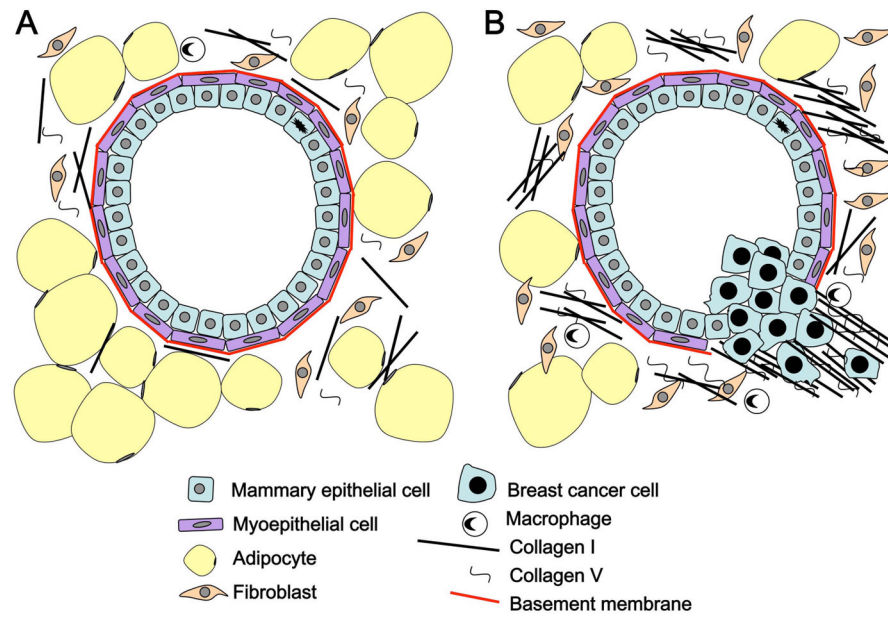 A
B
Mammary epithelial cell
Myoepithelial cell
Adipocyte
Fibroblast
Breast cancer cell
Macrophage
Collagen I
Collagen V
Basement membrane